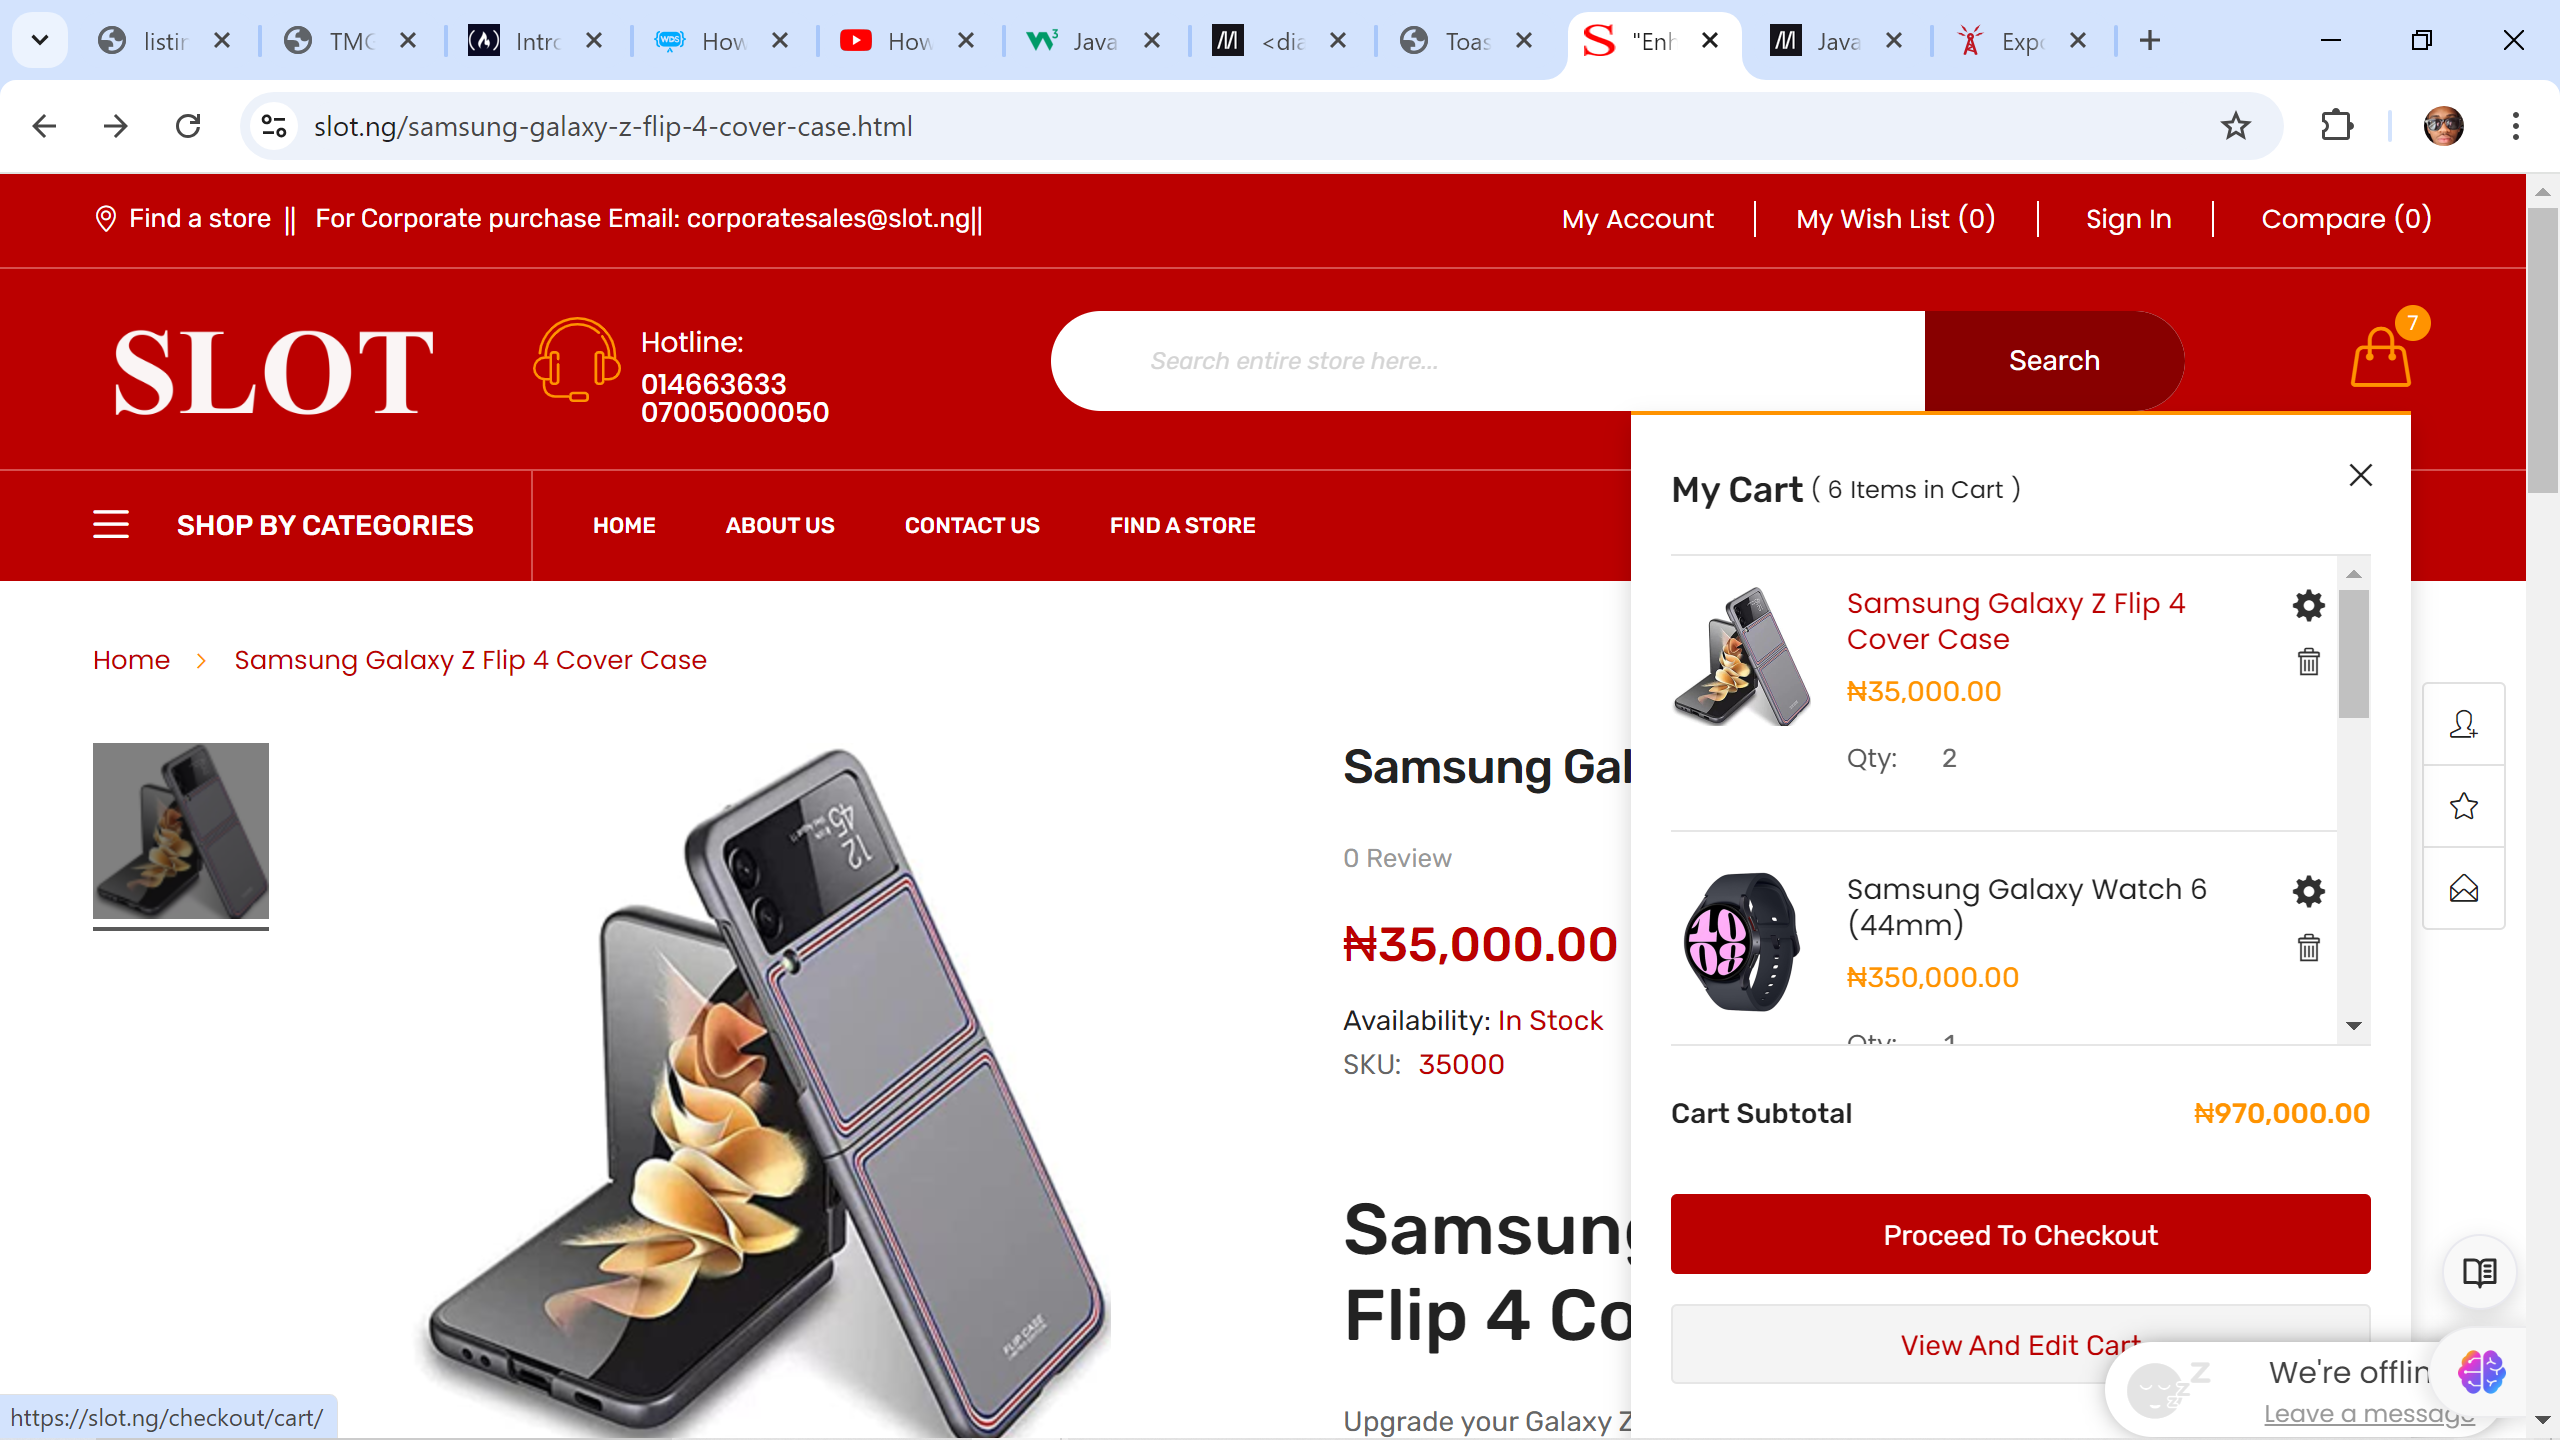 listin
TMC
Intro
How
How
Java
<dia
Toas
"Enh
Java
Expo
slot.ng/samsung-galaxy-z-flip-4-cover-case.html
Find a store || For Corporate purchase Email: corporatesales@slot.ng||
My Account
My Wish List (0)
Sign In
Compare (0)
SLOT
Hotline:
014663633
07005000050
Search entire store here...
Search
7
SHOP BY CATEGORIES
HOME
ABOUT US
CONTACT US
FIND A STORE
My Cart ( 6 Items in Cart )
Samsung Galaxy Z Flip 4
Cover Case
₦35,000.00
Qty: 2
Samsung Galaxy Watch 6
(44mm)
₦350,000.00
Qty: 1
Cart Subtotal ₦970,000.00
Proceed To Checkout
View And Edit Cart
Home > Samsung Galaxy Z Flip 4 Cover Case
12
45
FLIP CASE
Samsung Gal
0 Review
₦35,000.00
Availability: In Stock
SKU: 35000
Samsung
Flip 4 Co
Upgrade your Galaxy Z
We're offlin
Leave a message
https://slot.ng/checkout/cart/